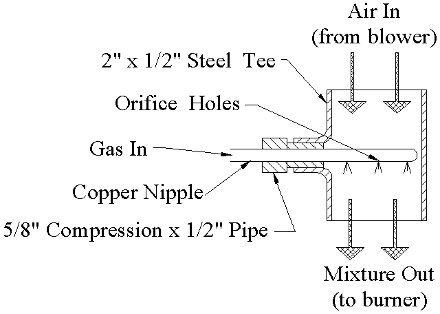 Air In
(from blower)
2" x 1/2" Steel Tee
Orifice Holes
Gas In
Copper Nipple
5/8" Compression x 1/2" Pipe
Mixture Out
(to burner)